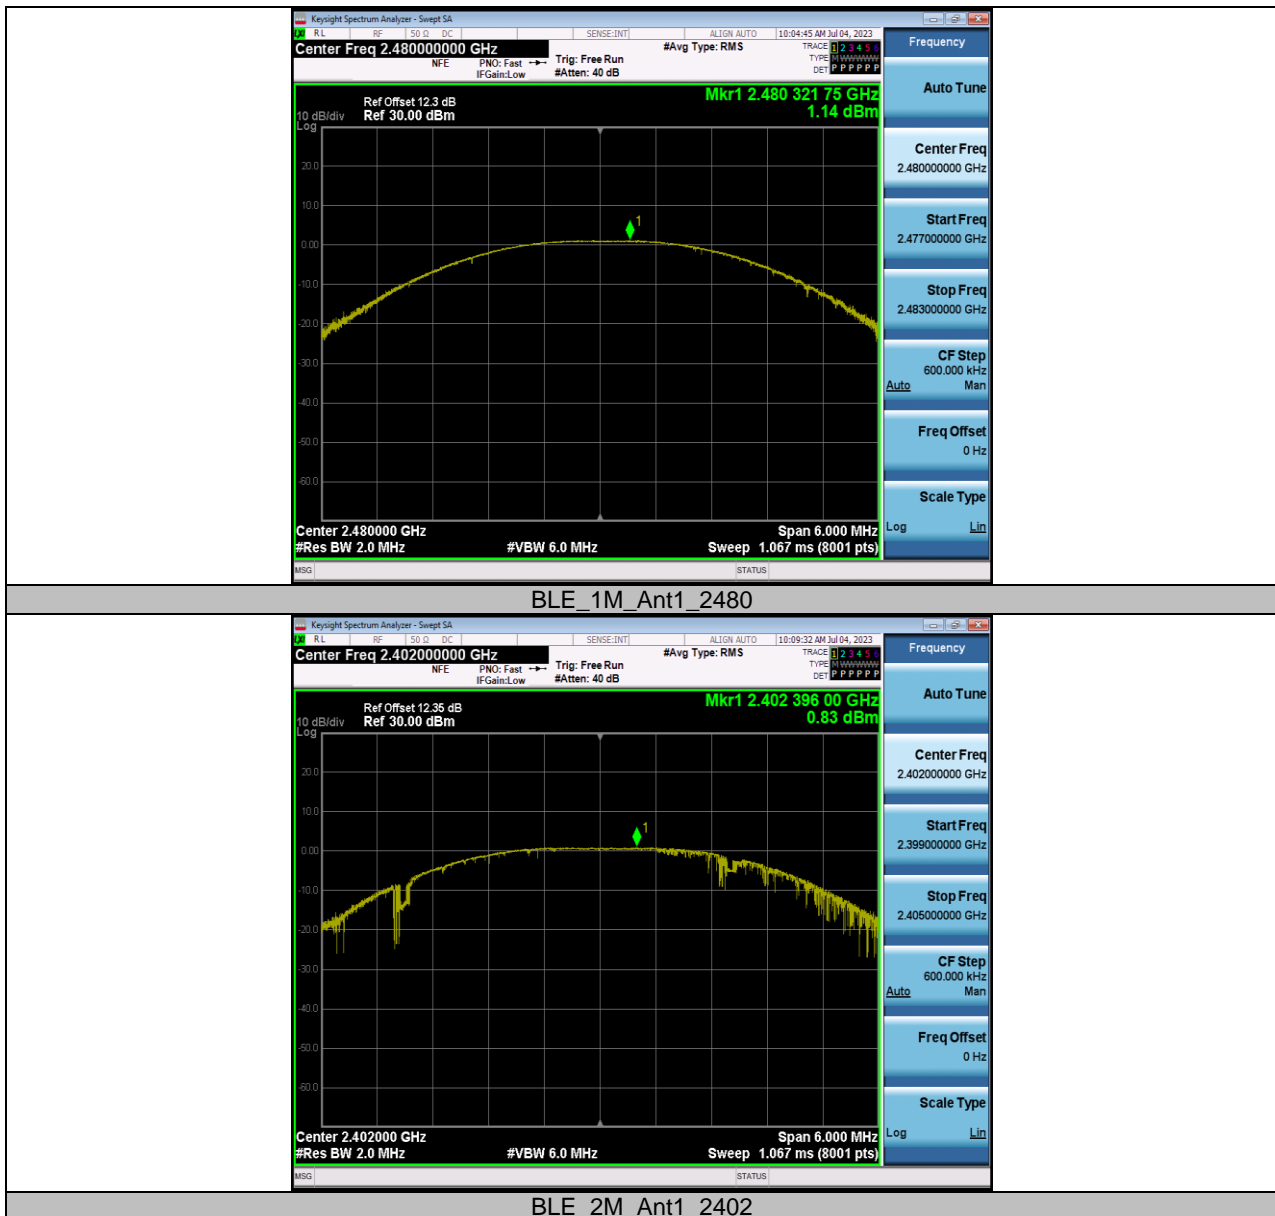 Keysight Spectrum Analyzer - Swept SA
RL RF 50 Ω DC SENSE:INT ALIGN AUTO 10:04:45 AM Jul 04, 2023
Center Freq 2.480000000 GHz #Avg Type: RMS TRACE 1 2 3 4 5 6
NFE PNO: Fast Trig: Free Run TYPE M W W W W W
IFGain:Low #Atten: 40 dB DET P P P P P P
Frequency
Mkr1 2.480 321 75 GHz
1.14 dBm
Ref Offset 12.3 dB
10 dB/div Ref 30.00 dBm
Log
20.0
10.0
0.00
-10.0
-20.0
-30.0
-40.0
-50.0
-60.0
1
Center 2.480000 GHz Span 6.000 MHz
#Res BW 2.0 MHz #VBW 6.0 MHz Sweep 1.067 ms (8001 pts)
MSG STATUS
Auto Tune
Center Freq
2.480000000 GHz
Start Freq
2.477000000 GHz
Stop Freq
2.483000000 GHz
CF Step
600.000 kHz
Auto Man
Freq Offset
0 Hz
Scale Type
Log Lin
BLE_1M_Ant1_2480
Keysight Spectrum Analyzer - Swept SA
RL RF 50 Ω DC SENSE:INT ALIGN AUTO 10:09:32 AM Jul 04, 2023
Center Freq 2.402000000 GHz #Avg Type: RMS TRACE 1 2 3 4 5 6
NFE PNO: Fast Trig: Free Run TYPE M W W W W W
IFGain:Low #Atten: 40 dB DET P P P P P P
Frequency
Mkr1 2.402 396 00 GHz
0.83 dBm
Ref Offset 12.35 dB
10 dB/div Ref 30.00 dBm
Log
20.0
10.0
0.00
-10.0
-20.0
-30.0
-40.0
-50.0
-60.0
1
Center 2.402000 GHz Span 6.000 MHz
#Res BW 2.0 MHz #VBW 6.0 MHz Sweep 1.067 ms (8001 pts)
MSG STATUS
Auto Tune
Center Freq
2.402000000 GHz
Start Freq
2.399000000 GHz
Stop Freq
2.405000000 GHz
CF Step
600.000 kHz
Auto Man
Freq Offset
0 Hz
Scale Type
Log Lin
BLE_2M_Ant1_2402